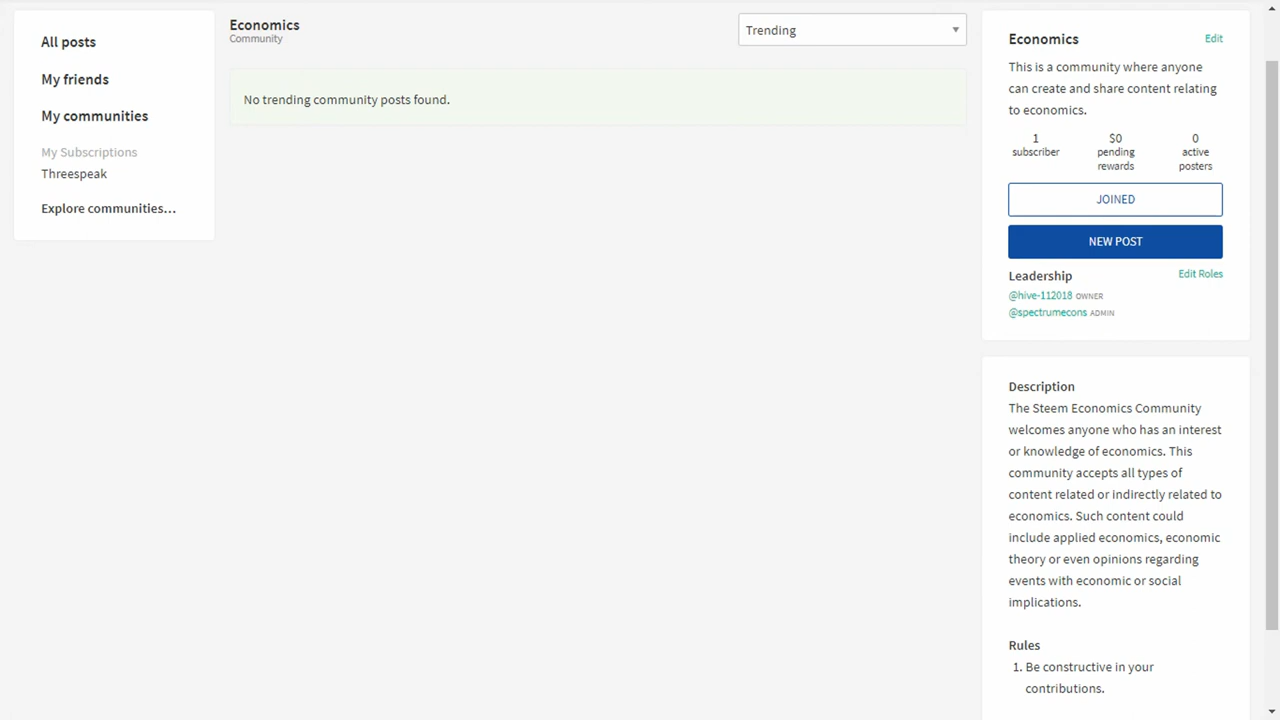 All posts
My friends
My communities
My Subscriptions
Threespeak
Explore communities...
Economics
Community
Trending
No trending community posts found.
Economics
Edit
This is a community where anyone
can create and share content relating
to economics.
1
subscriber
$0
pending
rewards
0
active
posters
JOINED
NEW POST
Leadership
Edit Roles
@hive-112018 OWNER
@spectrumecons ADMIN
Description
The Steem Economics Community
welcomes anyone who has an interest
or knowledge of economics. This
community accepts all types of
content related or indirectly related to
economics. Such content could
include applied economics, economic
theory or even opinions regarding
events with economic or social
implications.
Rules
1. Be constructive in your
contributions.